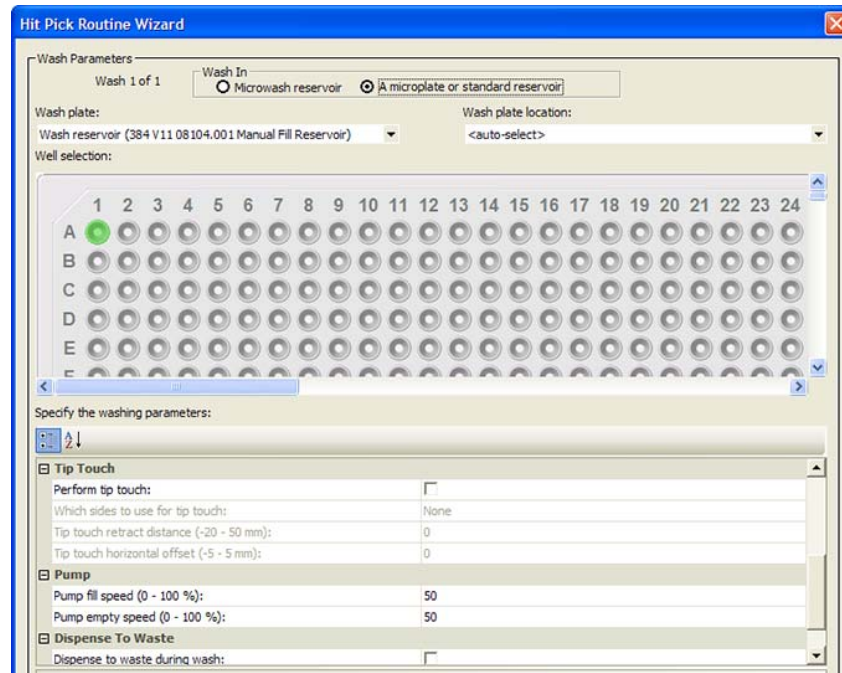 Hit Pick Routine Wizard
Wash Parameters
Wash 1 of 1
Wash In
Microwash reservoir
A microplate or standard reservoir
Wash plate:
Wash plate location:
Wash reservoir (384 V11 08104.001 Manual Fill Reservoir)
<auto-select>
Well selection:
1 2 3 4 5 6 7 8 9 10 11 12 13 14 15 16 17 18 19 20 21 22 23 24
A
B
C
D
E
F
Specify the washing parameters:
Tip Touch
Perform tip touch:
Which sides to use for tip touch: None
Tip touch retract distance (-20 - 50 mm): 0
Tip touch horizontal offset (-5 - 5 mm): 0
Pump
Pump fill speed (0 - 100 %): 50
Pump empty speed (0 - 100 %): 50
Dispense To Waste
Dispense to waste during wash: